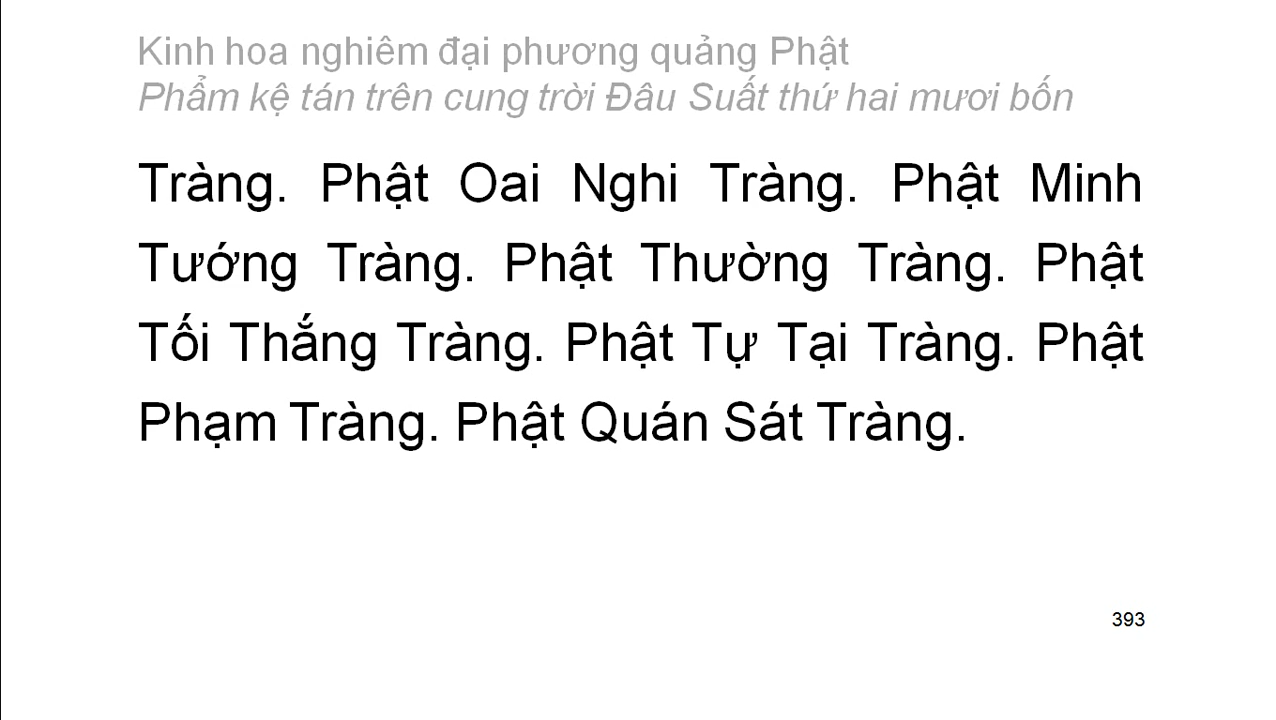 Kinh hoa nghiêm đại phương quảng Phật
Phẩm kệ tán trên cung trời Đâu Suất thứ hai mươi bốn
Tràng. Phật Oai Nghi Tràng. Phật Minh
Tướng Tràng. Phật Thường Tràng. Phật
Tối Thắng Tràng. Phật Tự Tại Tràng. Phật
Phạm Tràng. Phật Quán Sát Tràng.
393